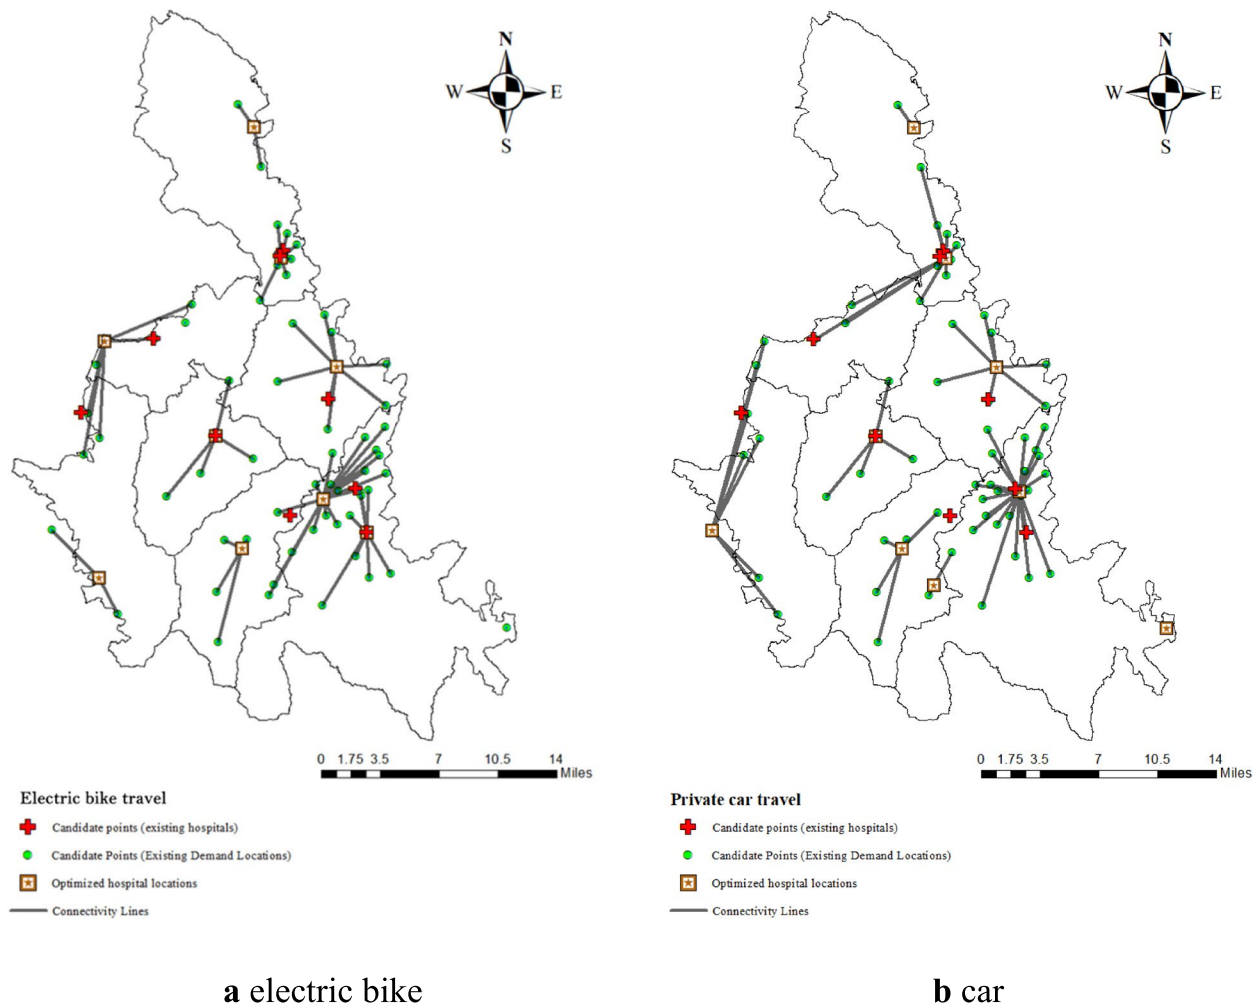 N
W E
S
N
W E
S
0 1.75 3.5 7 10.5 14
Miles
0 1.75 3.5 7 10.5 14
Miles
Electric bike travel
Candidate points (existing hospitals)
Candidate Points (Existing Demand Locations)
Optimized hospital locations
Connectivity Lines
Private car travel
Candidate points (existing hospitals)
Candidate Points (Existing Demand Locations)
Optimized hospital locations
Connectivity Lines
a electric bike
b car